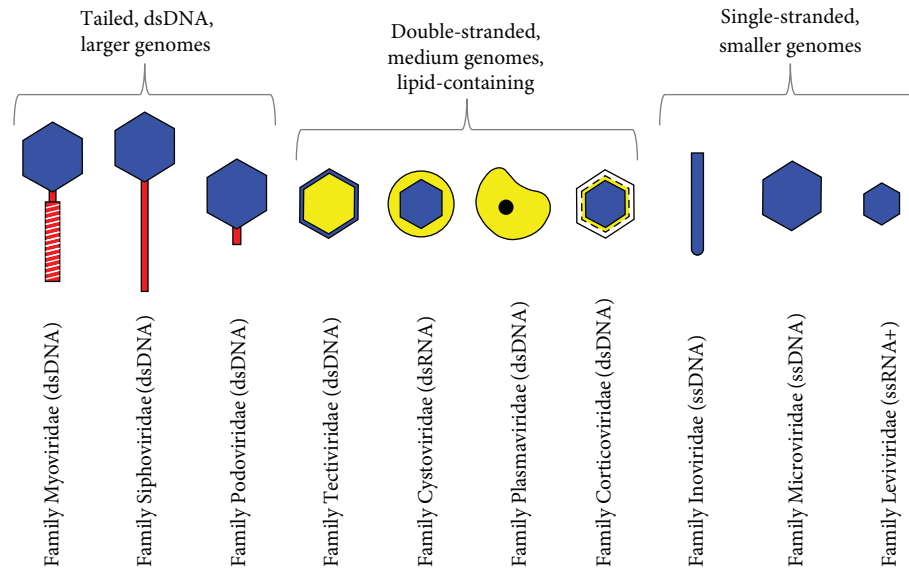 Tailed, dsDNA,
larger genomes
Double-stranded,
medium genomes,
lipid-containing
Single-stranded,
smaller genomes
Family Myoviridae (dsDNA)
Family Siphoviridae (dsDNA)
Family Podoviridae (dsDNA)
Family Tectiviridae (dsDNA)
Family Cystoviridae (dsRNA)
Family Plasmaviridae (dsDNA)
Family Corticoviridae (dsDNA)
Family Inoviridae (ssDNA)
Family Microviridae (ssDNA)
Family Leviviridae (ssRNA+)